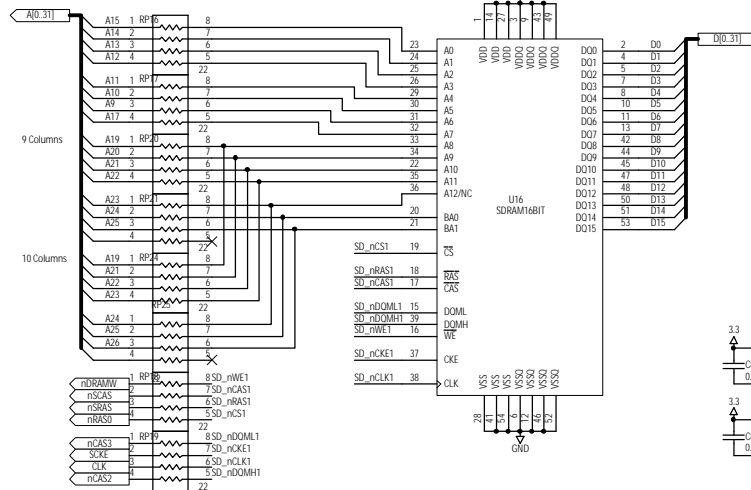 A[0..31]
A15 1 RP16 8
A14 2 7
A13 3 6
A12 4 5
22
A11 1 RP17 8
A10 2 7
A9 3 6
A17 4 5
22
9 Columns
A19 1 RP20 8
A20 2 7
A21 3 6
A22 4 5
22
A23 1 RP21 8
A24 2 7
A25 3 6
4 5
22
10 Columns
A19 1 RP24 8
A21 2 7
A22 3 6
A23 4 5
22
RP25
A24 1 8
A25 2 7
A26 3 6
4 5
22
nDRAMW 1 8 SD_nWE1
nSCAS 2 7 SD_nCAS1
nSRAS 3 6 SD_nRAS1
nRAS0 4 5 SD_nCS1
22
nCAS3 1 RP19 8 SD_nDQML1
SCKE 2 7 SD_nCKE1
CLK 3 6 SD_nCLK1
nCAS2 4 5 SD_nDQMH1
22
1 14 27 3 9 43 49
VDD VDD VDD VDDQ VDDQ VDDQ VDDQ
23 A0
24 A1
25 A2
26 A3
29 A4
30 A5
31 A6
32 A7
33 A8
34 A9
22 A10
35 A11
36 A12/NC
20 BA0
21 BA1
SD_nCS1 19 CS
SD_nRAS1 18 RAS
SD_nCAS1 17 CAS
SD_nDQML1 15 DQML
SD_nDQMH1 39 DQMH
SD_nWE1 16 WE
SD_nCKE1 37 CKE
SD_nCLK1 38 CLK
U16
SDRAM16BIT
DQ0 2 D0
DQ1 4 D1
DQ2 5 D2
DQ3 7 D3
DQ4 8 D4
DQ5 10 D5
DQ6 11 D6
DQ7 13 D7
DQ8 42 D8
DQ9 44 D9
DQ10 45 D10
DQ11 47 D11
DQ12 48 D12
DQ13 50 D13
DQ14 51 D14
DQ15 53 D15
D[0..31]
VSS VSS VSS VSSQ VSSQ VSSQ VSSQ
28 41 54 6 12 46 52
GND
3.3
C
0.
3.3
C
0.